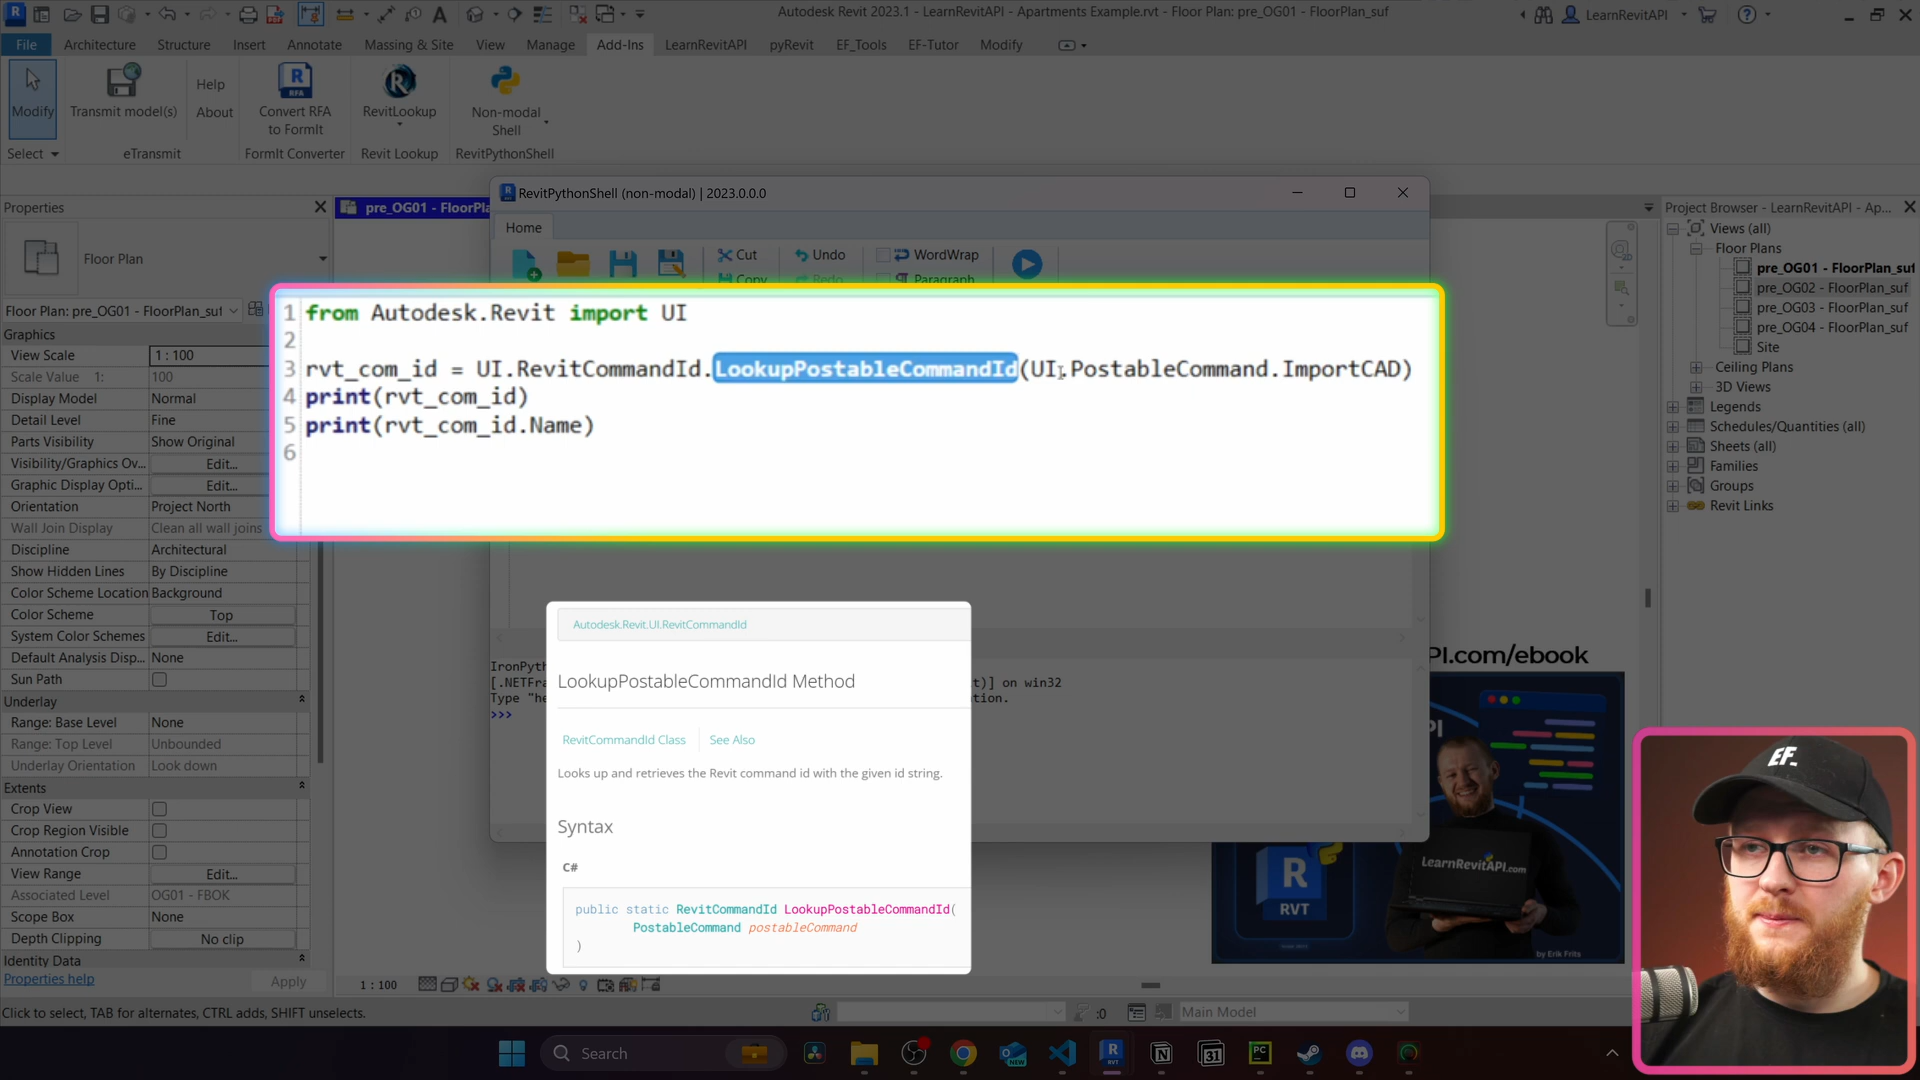 Autodesk Revit 2023.1 - LearnRevitAPI - Apartments Example.rvt - Floor Plan: pre_OG01 - FloorPlan_suf
LearnRevitAPI
File Architecture Structure Insert Annotate Massing & Site View Manage Add-Ins LearnRevitAPI pyRevit EF_Tools EF-Tutor Modify
Modify
Transmit model(s)
Help
About
Convert RFA
to FormIt
RevitLookup
Non-modal
Shell
Select
eTransmit
FormIt Converter
Revit Lookup
RevitPythonShell
Properties
Floor Plan
Floor Plan: pre_OG01 - FloorPlan_suf
Graphics
View Scale 1 : 100
Scale Value 1: 100
Display Model Normal
Detail Level Fine
Parts Visibility Show Original
Visibility/Graphics Ov... Edit...
Graphic Display Opti... Edit...
Orientation Project North
Wall Join Display Clean all wall joins
Discipline Architectural
Show Hidden Lines By Discipline
Color Scheme Location Background
Color Scheme Top
System Color Schemes Edit...
Default Analysis Disp... None
Sun Path
Underlay
Range: Base Level None
Range: Top Level Unbounded
Underlay Orientation Look down
Extents
Crop View
Crop Region Visible
Annotation Crop
View Range Edit...
Associated Level OG01 - FBOK
Scope Box None
Depth Clipping No clip
Identity Data
Properties help
Apply
pre_OG01 - FloorPla
RevitPythonShell (non-modal) | 2023.0.0.0
Home
Cut
Undo
WordWrap
Copy
Redo
Paragraph
1 from Autodesk.Revit import UI
2
3 rvt_com_id = UI.RevitCommandId.LookupPostableCommandId(UI.PostableCommand.ImportCAD)
4 print(rvt_com_id)
5 print(rvt_com_id.Name)
6
IronPyth
[.NETFra t)] on win32
Type "he tion.
>>>
Autodesk.Revit.UI.RevitCommandId
LookupPostableCommandId Method
RevitCommandId Class See Also
Looks up and retrieves the Revit command id with the given id string.
Syntax
C#
public static RevitCommandId LookupPostableCommandId(
PostableCommand postableCommand
)
Project Browser - LearnRevitAPI - Ap...
Views (all)
Floor Plans
pre_OG01 - FloorPlan_suf
pre_OG02 - FloorPlan_suf
pre_OG03 - FloorPlan_suf
pre_OG04 - FloorPlan_suf
Site
Ceiling Plans
3D Views
Legends
Schedules/Quantities (all)
Sheets (all)
Families
Groups
Revit Links
PI.com/ebook
PI
RVT
LearnRevitAPI.com
by Erik Frits
EF.
1 : 100
Click to select, TAB for alternates, CTRL adds, SHIFT unselects.
:0
Main Model
Search